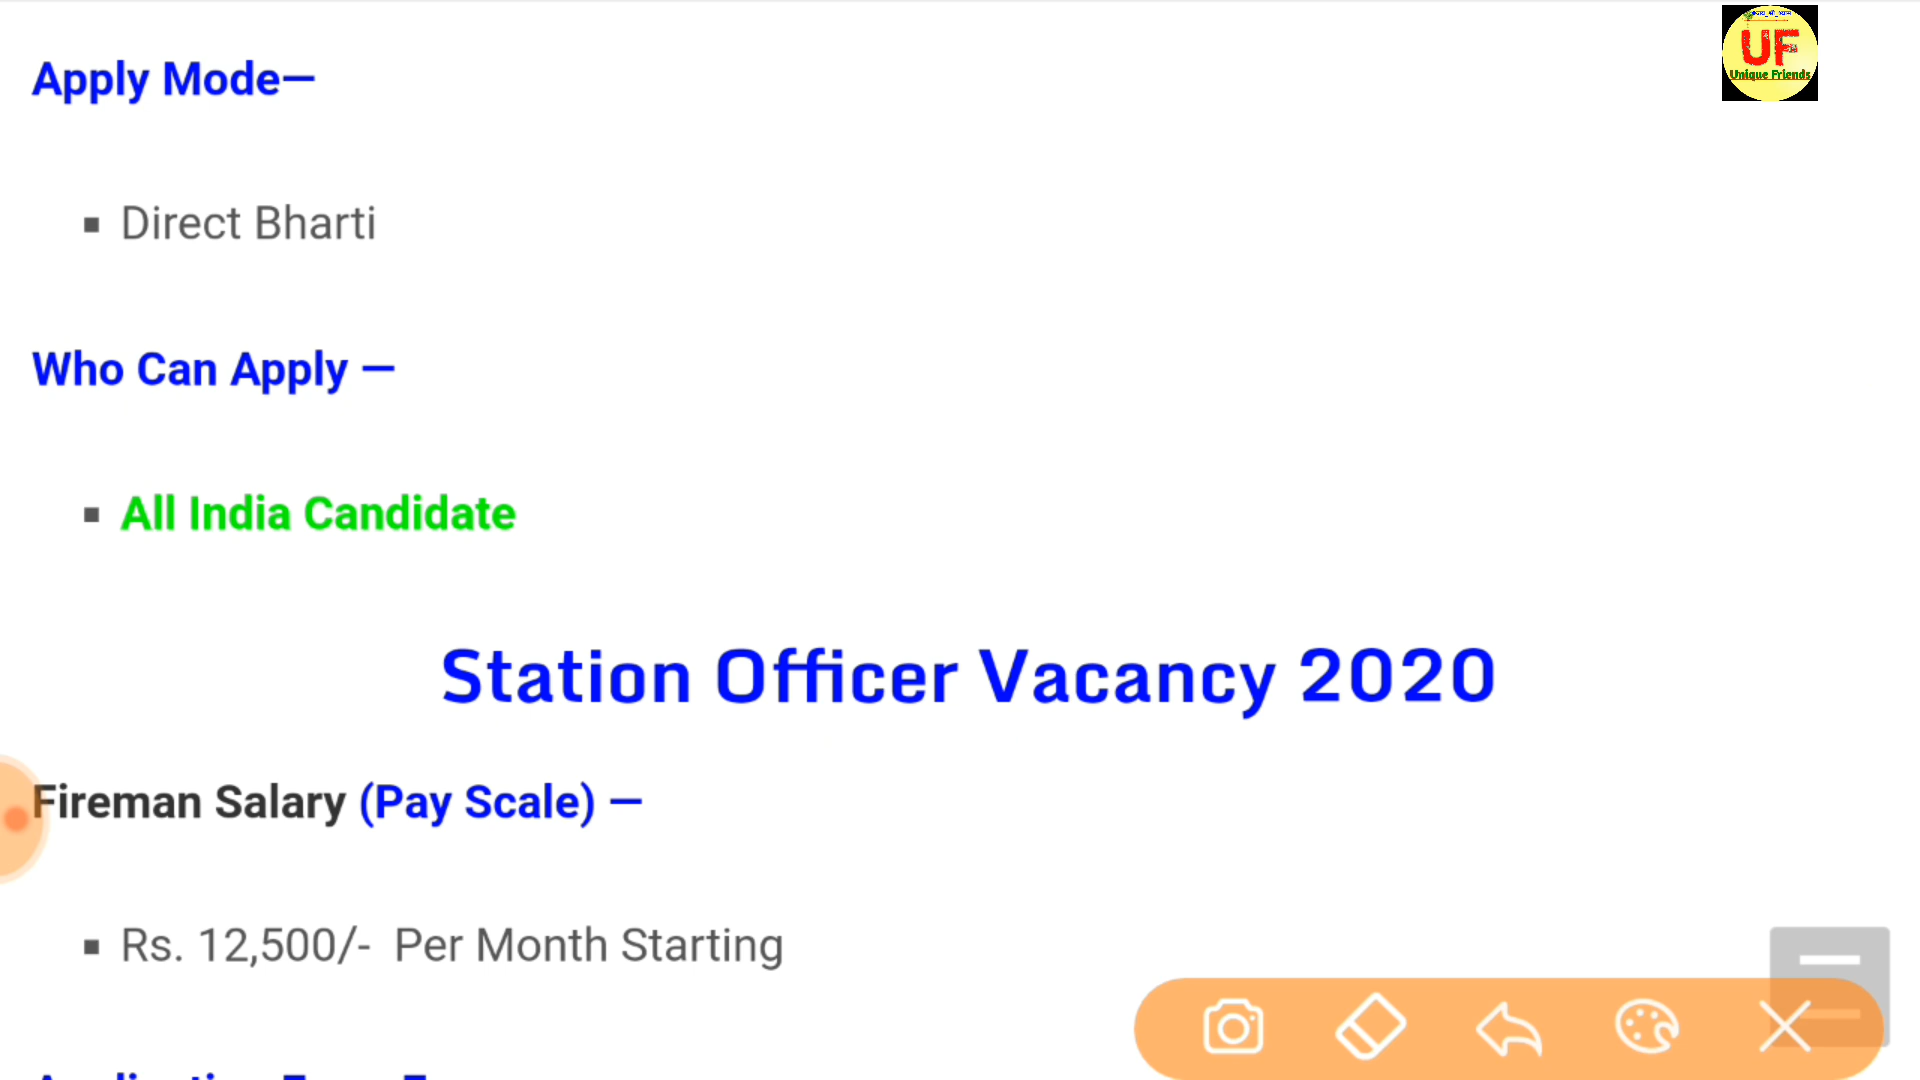 UF
Unique Friends
Apply Mode—
▪ Direct Bharti
Who Can Apply —
▪ All India Candidate
Station Officer Vacancy 2020
Fireman Salary (Pay Scale) —
▪ Rs. 12,500/- Per Month Starting